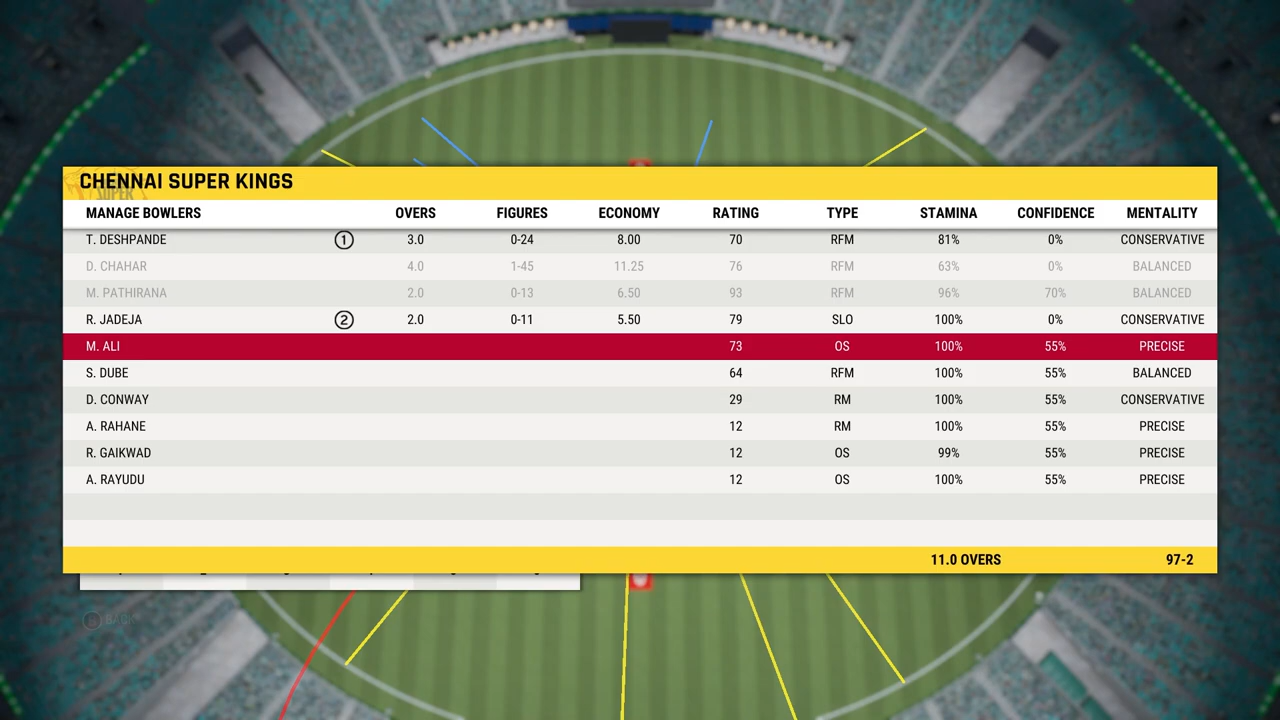 CHENNAI SUPER KINGS
MANAGE BOWLERS OVERS FIGURES ECONOMY RATING TYPE STAMINA CONFIDENCE MENTALITY
T. DESHPANDE 1 3.0 0-24 8.00 70 RFM 81% 0% CONSERVATIVE
D. CHAHAR 4.0 1-45 11.25 76 RFM 63% 0% BALANCED
M. PATHIRANA 2.0 0-13 6.50 93 RFM 96% 70% BALANCED
R. JADEJA 2 2.0 0-11 5.50 79 SLO 100% 0% CONSERVATIVE
M. ALI 73 OS 100% 55% PRECISE
S. DUBE 64 RFM 100% 55% BALANCED
D. CONWAY 29 RM 100% 55% CONSERVATIVE
A. RAHANE 12 RM 100% 55% PRECISE
R. GAIKWAD 12 OS 99% 55% PRECISE
A. RAYUDU 12 OS 100% 55% PRECISE
11.0 OVERS 97-2
B BACK